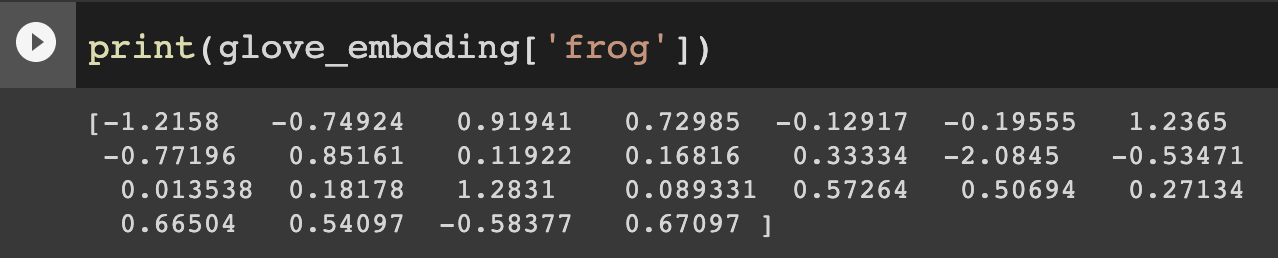 print(glove_embdding['frog'])
[-1.2158 -0.74924 0.91941 0.72985 -0.12917 -0.19555 1.2365
-0.77196 0.85161 0.11922 0.16816 0.33334 -2.0845 -0.53471
0.013538 0.18178 1.2831 0.089331 0.57264 0.50694 0.27134
0.66504 0.54097 -0.58377 0.67097 ]